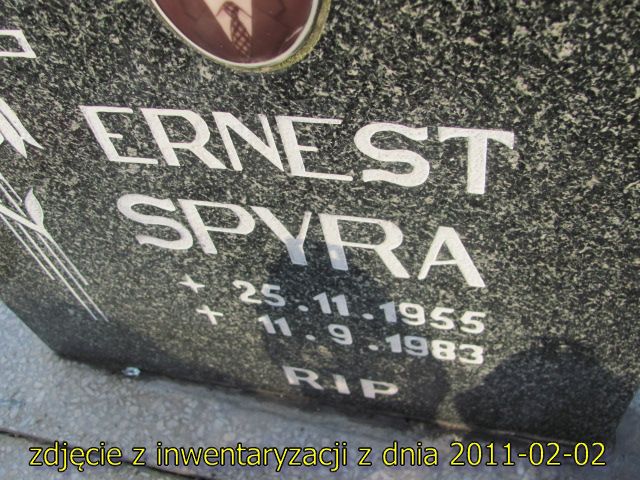 ERNEST
SPYRA
* 25.11.1955
+ 11.9.1983
RIP
zdjęcie z inwentaryzacji z dnia 2011-02-02